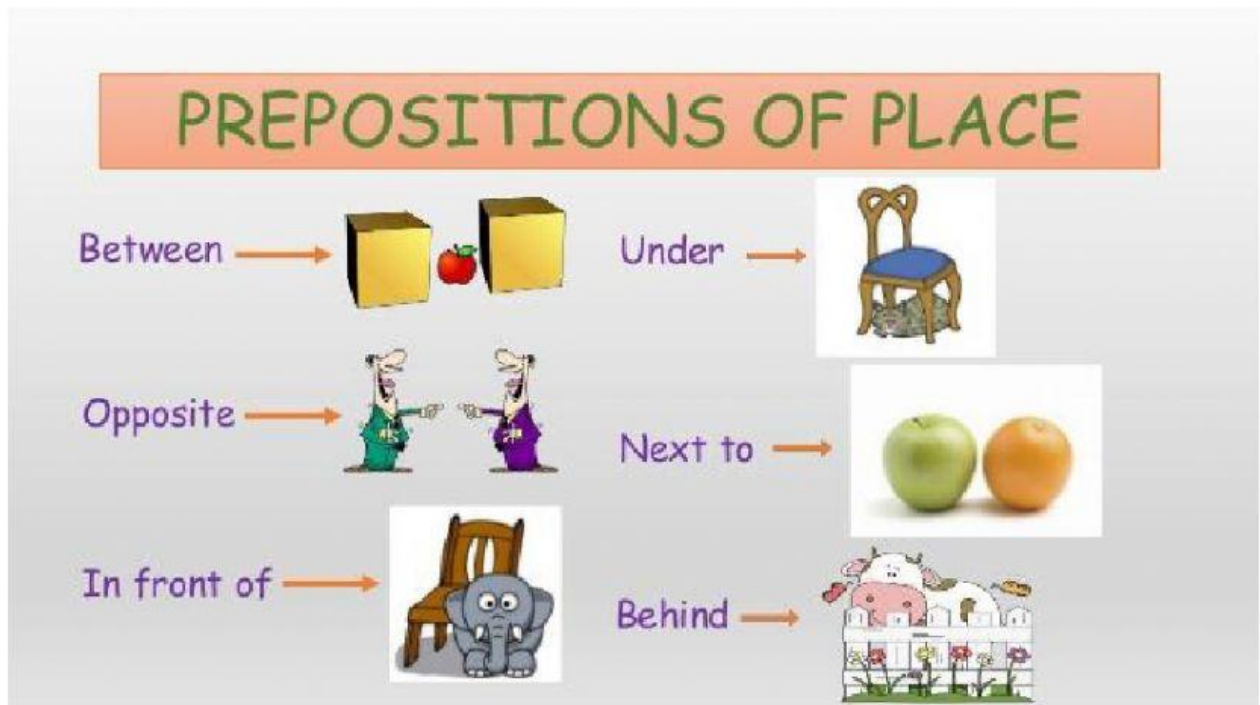 PREPOSITIONS OF PLACE
Between
Under
Opposite
Next to
In front of
Behind